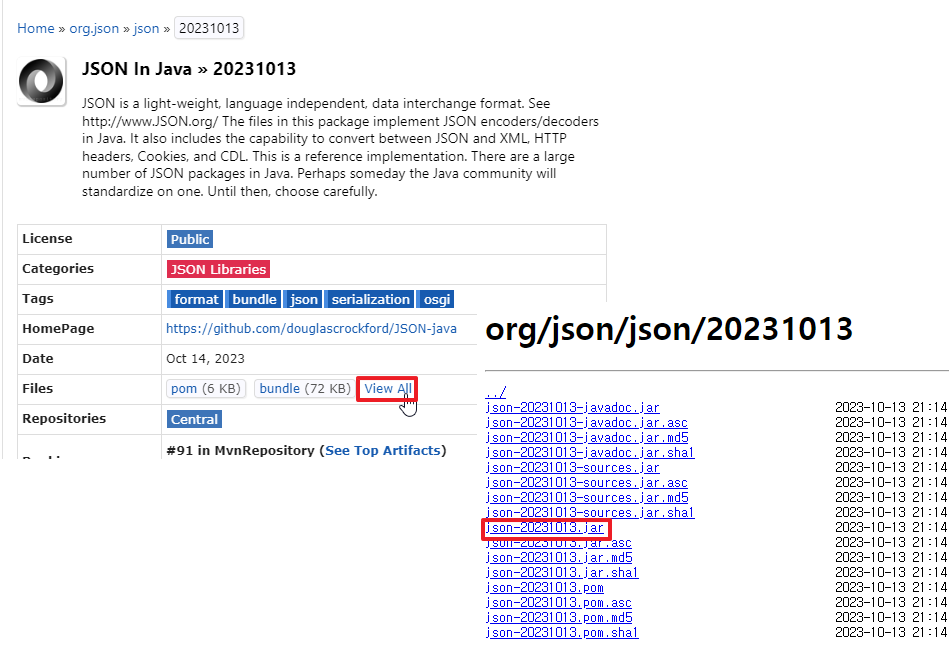 Home » org.json » json » 20231013
JSON In Java » 20231013
JSON is a light-weight, language independent, data interchange format. See
http://www.JSON.org/ The files in this package implement JSON encoders/decoders
in Java. It also includes the capability to convert between JSON and XML, HTTP
headers, Cookies, and CDL. This is a reference implementation. There are a large
number of JSON packages in Java. Perhaps someday the Java community will
standardize on one. Until then, choose carefully.
License Public
Categories JSON Libraries
Tags format bundle json serialization osgi
HomePage https://github.com/douglascrockford/JSON-java
Date Oct 14, 2023
Files pom (6 KB) bundle (72 KB) View All
Repositories Central
#91 in MvnRepository (See Top Artifacts)
org/json/json/20231013
../
json-20231013-javadoc.jar 2023-10-13 21:14
json-20231013-javadoc.jar.asc 2023-10-13 21:14
json-20231013-javadoc.jar.md5 2023-10-13 21:14
json-20231013-javadoc.jar.sha1 2023-10-13 21:14
json-20231013-sources.jar 2023-10-13 21:14
json-20231013-sources.jar.asc 2023-10-13 21:14
json-20231013-sources.jar.md5 2023-10-13 21:14
json-20231013-sources.jar.sha1 2023-10-13 21:14
json-20231013.jar 2023-10-13 21:14
json-20231013.jar.asc 2023-10-13 21:14
json-20231013.jar.md5 2023-10-13 21:14
json-20231013.jar.sha1 2023-10-13 21:14
json-20231013.pom 2023-10-13 21:14
json-20231013.pom.asc 2023-10-13 21:14
json-20231013.pom.md5 2023-10-13 21:14
json-20231013.pom.sha1 2023-10-13 21:14